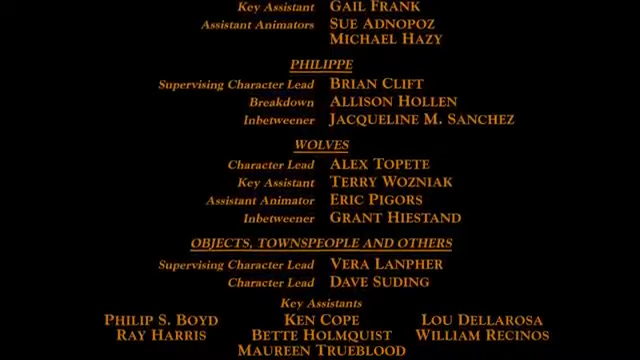 Key Assistant GAIL FRANK
Assistant Animators SUE ADNOPOZ
MICHAEL HAZY
PHILIPPE
Supervising Character Lead BRIAN CLIFT
Breakdown ALLISON HOLLEN
Inbetweener JACQUELINE M. SANCHEZ
WOLVES
Character Lead ALEX TOPETE
Key Assistant TERRY WOZNIAK
Assistant Animator ERIC PIGORS
Inbetweener GRANT HIESTAND
OBJECTS, TOWNSPEOPLE AND OTHERS
Supervising Character Lead VERA LANPHER
Character Lead DAVE SUDING
Key Assistants
PHILIP S. BOYD KEN COPE LOU DELLAROSA
RAY HARRIS BETTE HOLMQUIST WILLIAM RECINOS
MAUREEN TRUEBLOOD